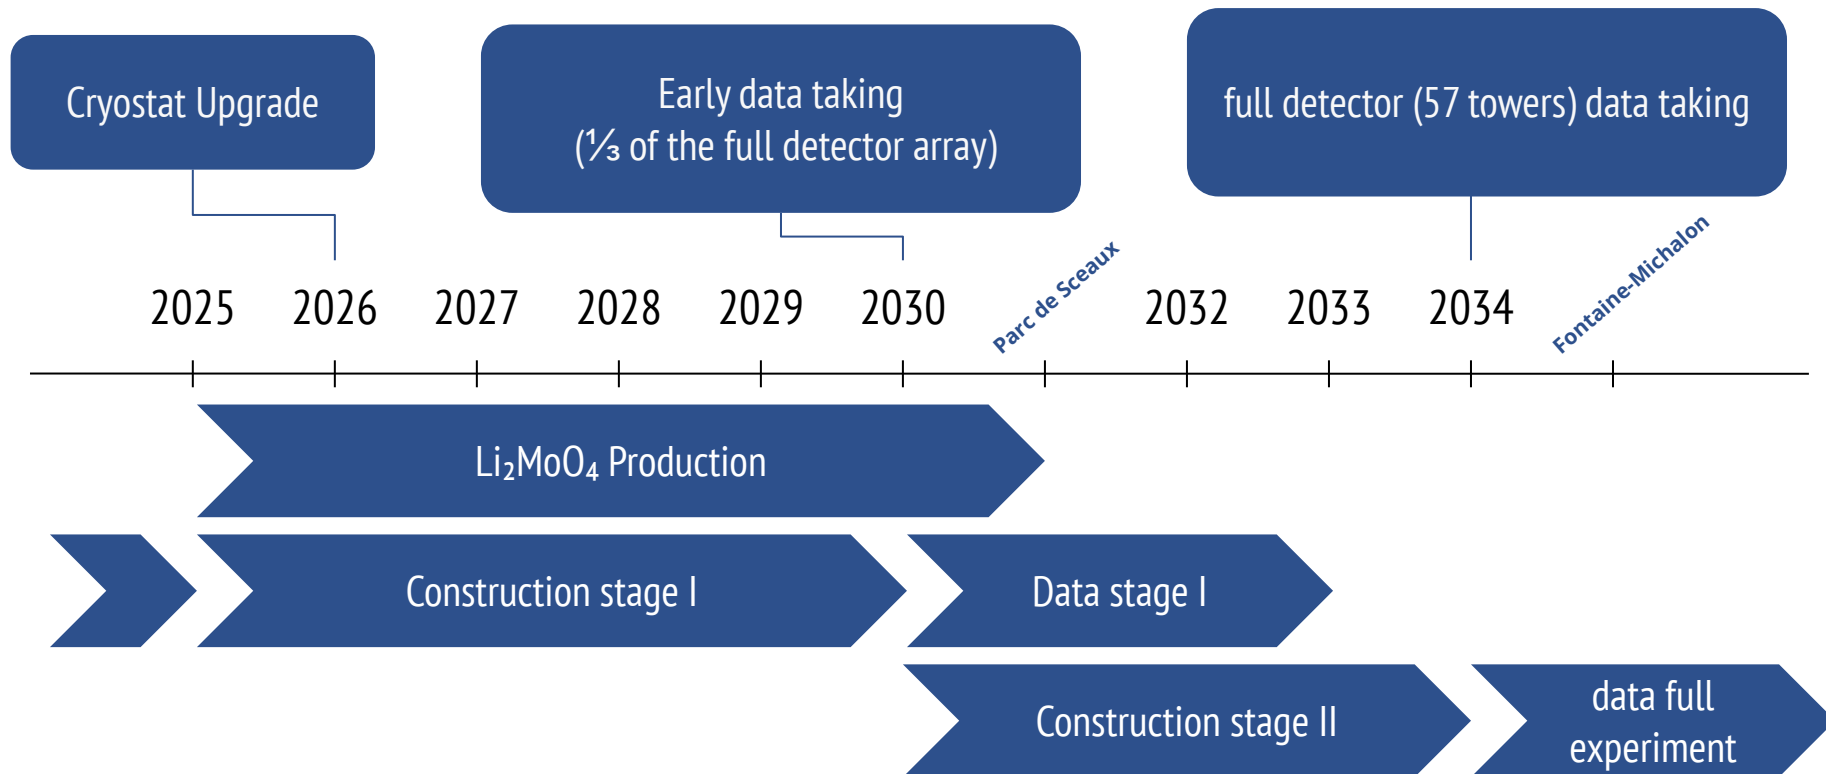 Cryostat Upgrade
Early data taking
(⅓ of the full detector array)
full detector (57 towers) data taking
2025
2026
2027
2028
2029
2030
Parc de Sceaux
2032
2033
2034
Fontaine-Michalon
Li₂MoO₄ Production
Construction stage I
Data stage I
Construction stage II
data full
experiment